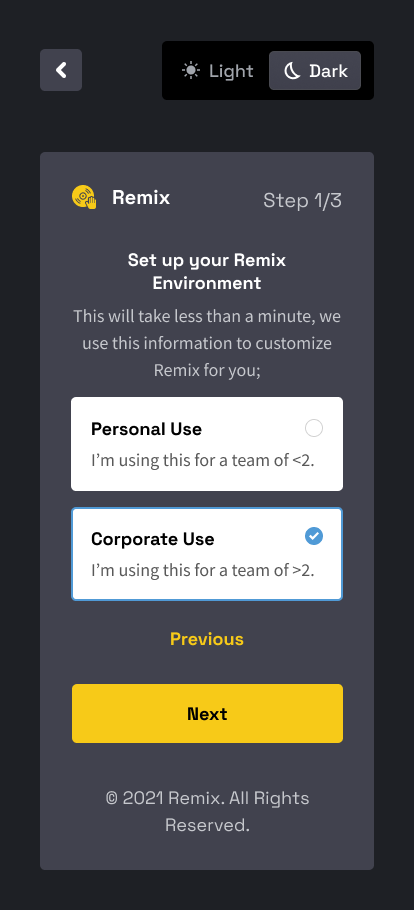 Light
Dark
Remix
Step 1/3
Set up your Remix
Environment
This will take less than a minute, we
use this information to customize
Remix for you;
Personal Use
I’m using this for a team of <2.
Corporate Use
I’m using this for a team of >2.
Previous
Next
© 2021 Remix. All Rights
Reserved.